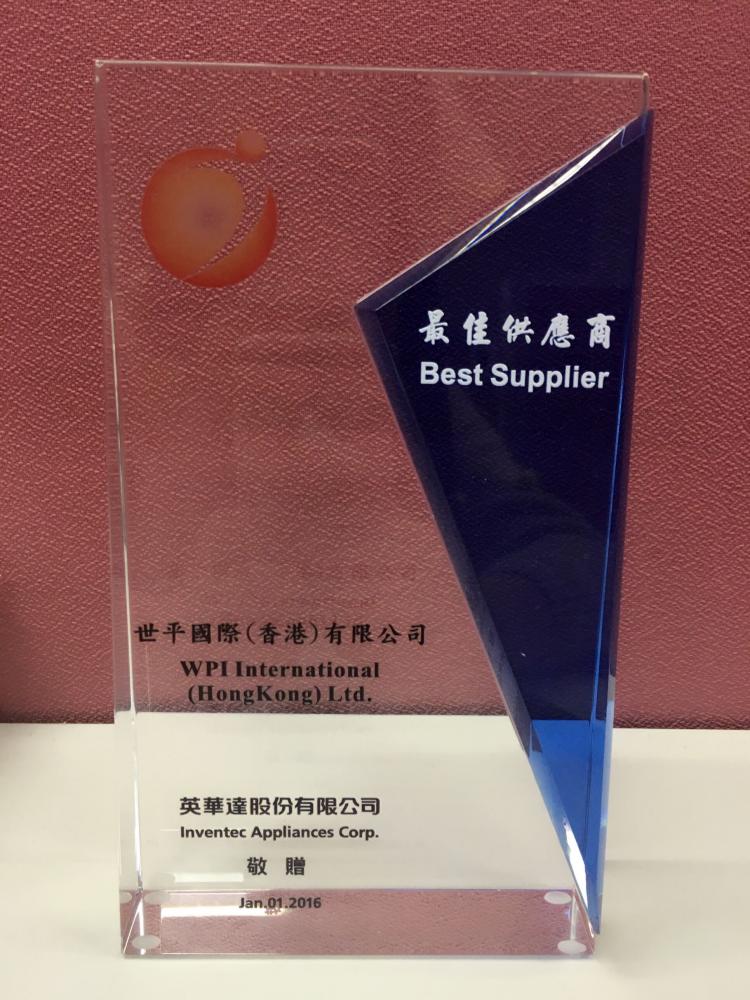 最佳供應商
Best Supplier
世平國際(香港)有限公司
WPI International
(HongKong) Ltd.
英華達股份有限公司
Inventec Appliances Corp.
敬 贈
Jan.01.2016